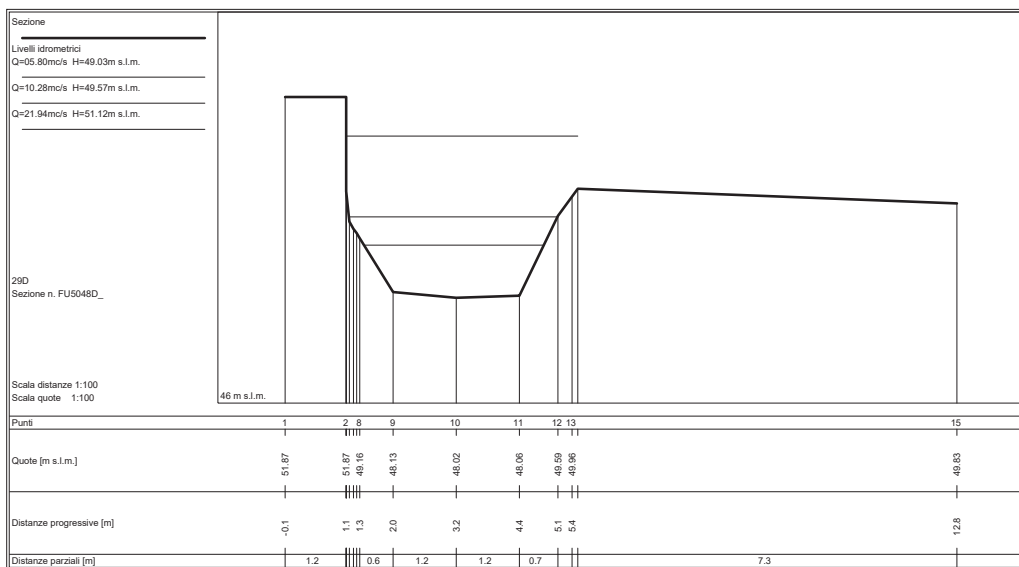 Sezione
Livelli idrometrici
Q=05.80mc/s H=49.03m s.l.m.
Q=10.28mc/s H=49.57m s.l.m.
Q=21.94mc/s H=51.12m s.l.m.
29D
Sezione n. FU5048D_
Scala distanze 1:100
Scala quote 1:100
46 m s.l.m.
Punti 1 2 8 9 10 11 12 13 15
Quote [m s.l.m.] 51.87 51.87 49.16 48.13 48.02 48.06 49.59 49.96 49.83
Distanze progressive [m] -0.1 1.1 1.3 2.0 3.2 4.4 5.1 5.4 12.8
Distanze parziali [m] 1.2 0.6 1.2 1.2 0.7 7.3